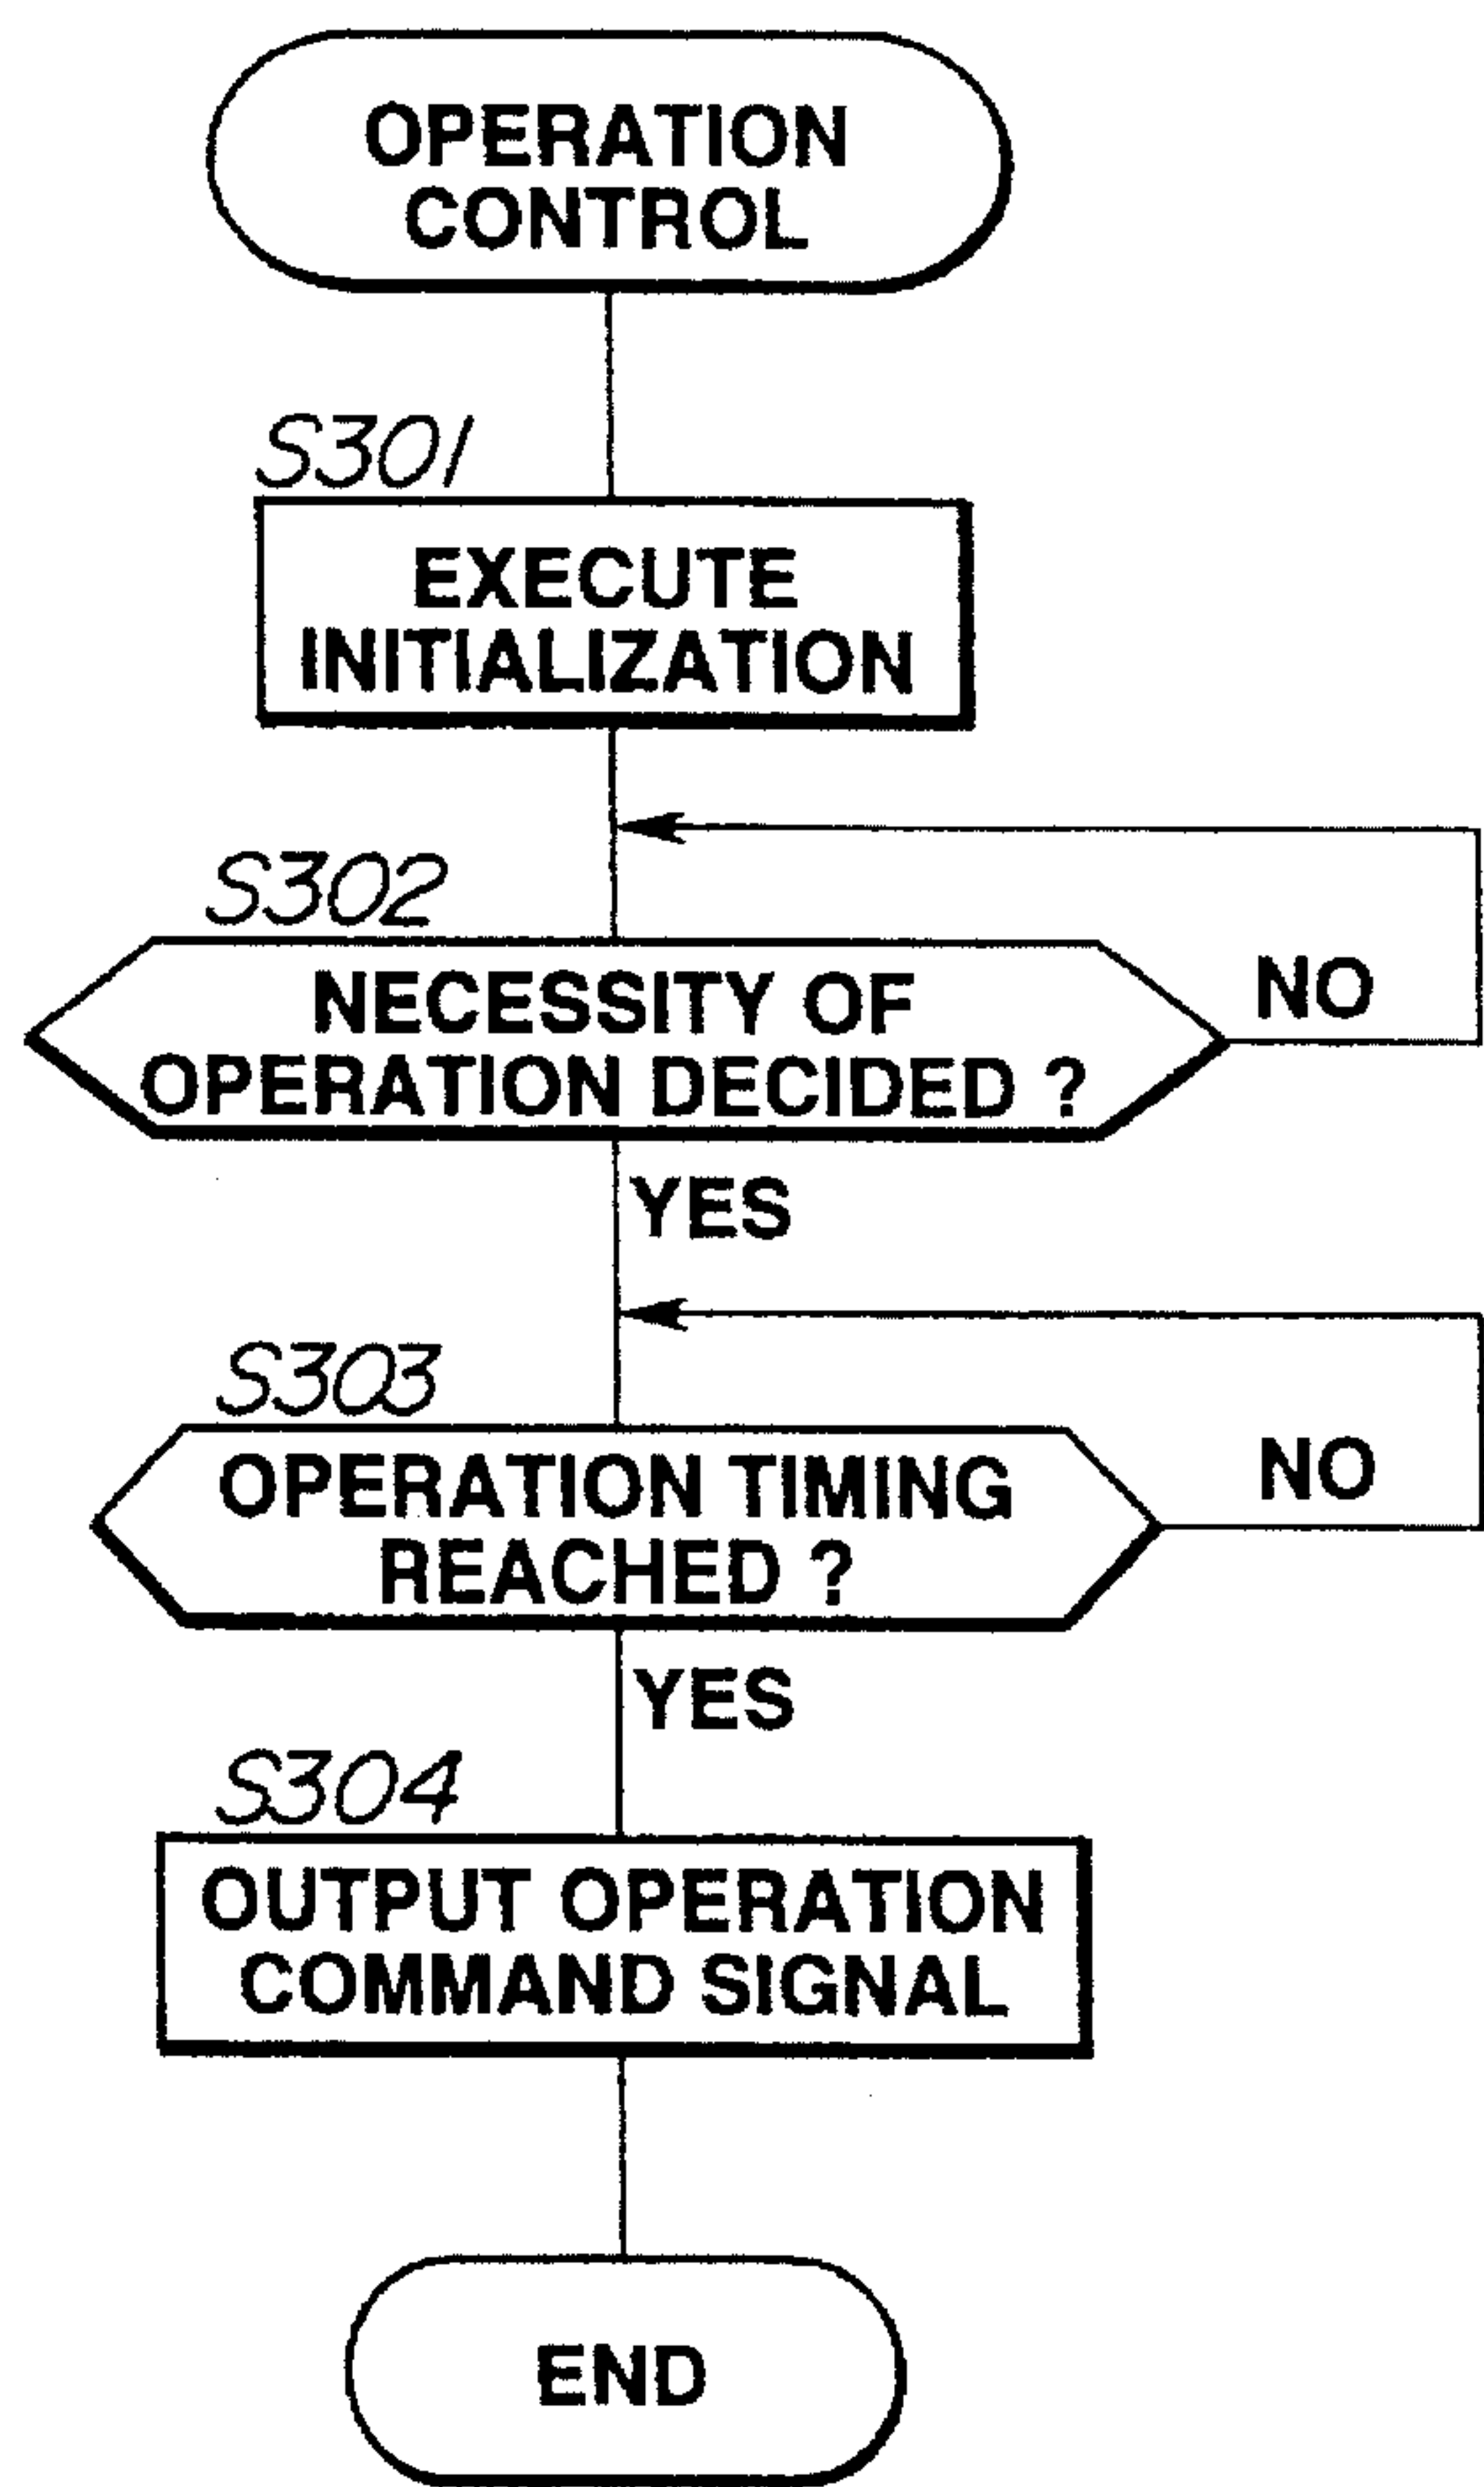 OPERATION
CONTROL
S301
EXECUTE
INITIALIZATION
S302
NECESSITY OF
OPERATION DECIDED ?
NO
YES
S303
OPERATION TIMING
REACHED ?
NO
YES
S304
OUTPUT OPERATION
COMMAND SIGNAL
END